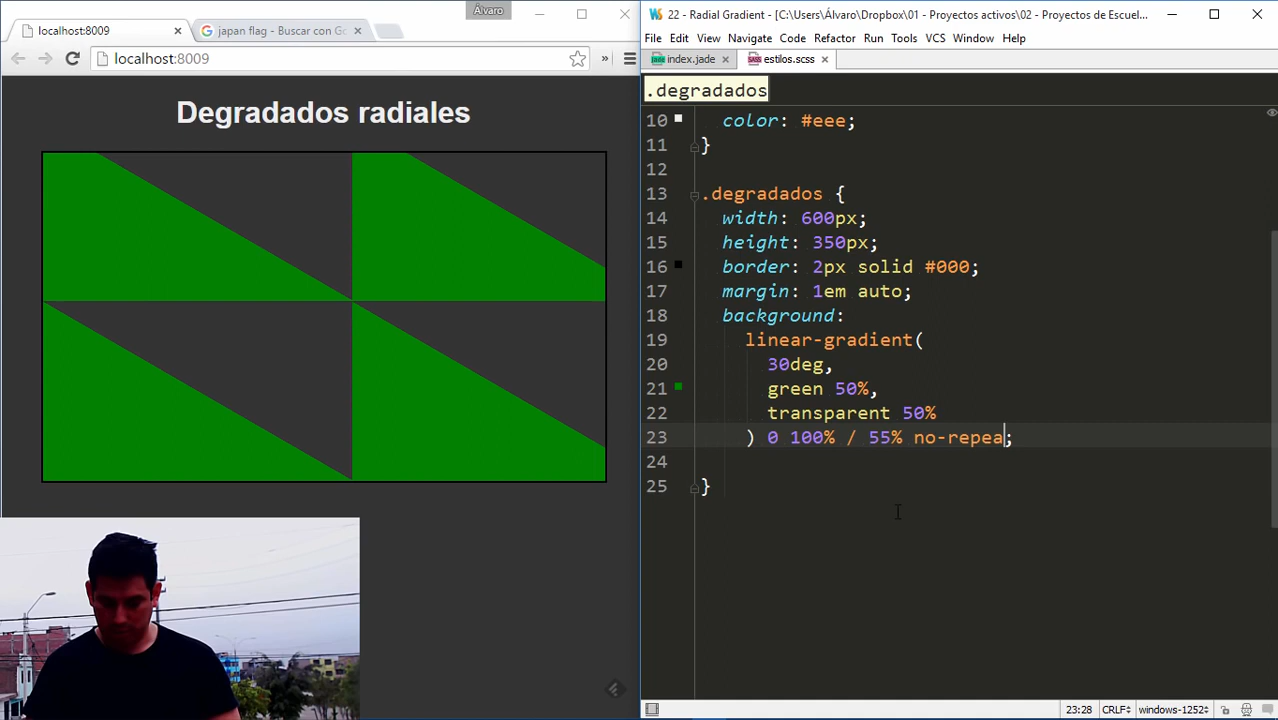 Álvaro
localhost:8009
japan flag - Buscar con Go
localhost:8009
»
Degradados radiales
22 - Radial Gradient - [C:\Users\Álvaro\Dropbox\01 - Proyectos activos\02 - Proyectos de Escuel...
File Edit View Navigate Code Refactor Run Tools VCS Window Help
index.jade
estilos.scss
.degradados
10 color: #eee;
11 }
12
13 .degradados {
14 width: 600px;
15 height: 350px;
16 border: 2px solid #000;
17 margin: 1em auto;
18 background:
19 linear-gradient(
20 30deg,
21 green 50%,
22 transparent 50%
23 ) 0 100% / 55% no-repea;
24
25 }
23:28 CRLF windows-1252